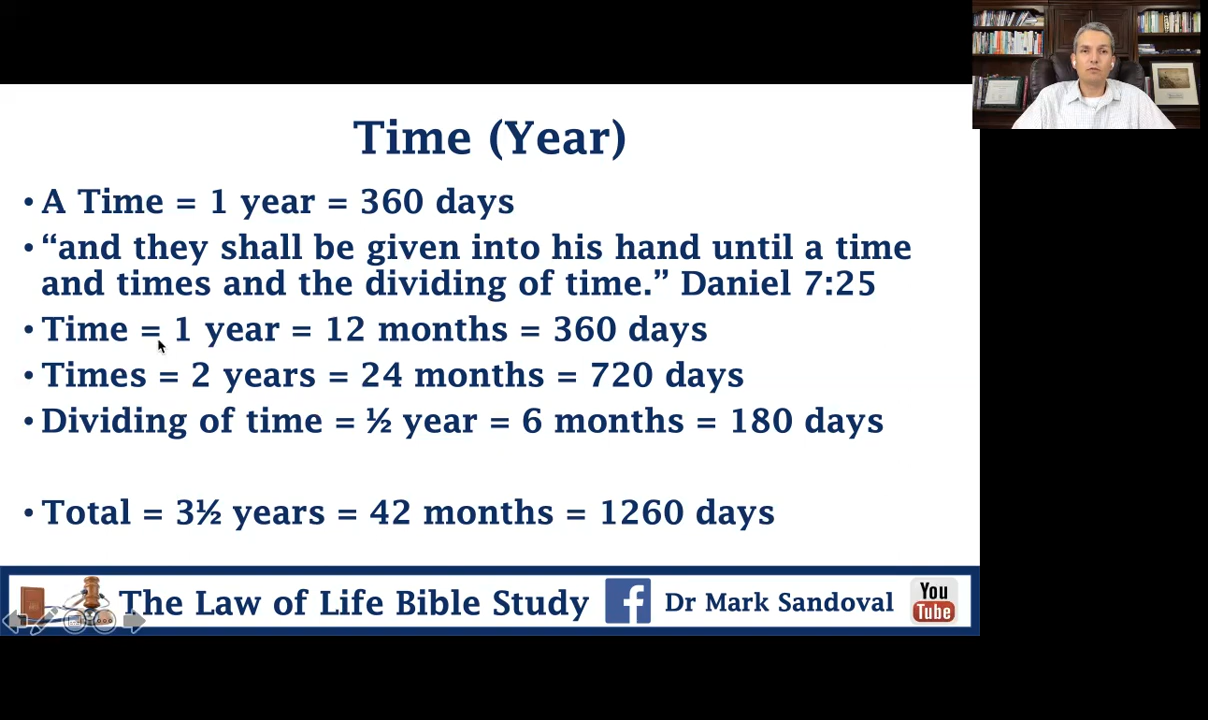 Time (Year)
• A Time = 1 year = 360 days
• “and they shall be given into his hand until a time
and times and the dividing of time.” Daniel 7:25
• Time = 1 year = 12 months = 360 days
• Times = 2 years = 24 months = 720 days
• Dividing of time = ½ year = 6 months = 180 days
• Total = 3½ years = 42 months = 1260 days
The Law of Life Bible Study f Dr Mark Sandoval You
Tube